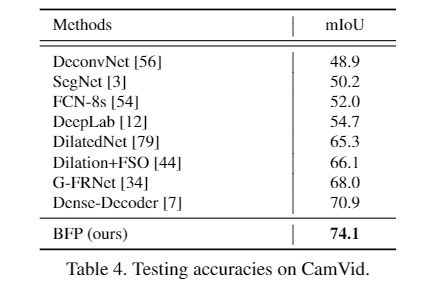 Methods mIoU
DeconvNet [56] 48.9
SegNet [3] 50.2
FCN-8s [54] 52.0
DeepLab [12] 54.7
DilatedNet [79] 65.3
Dilation+FSO [44] 66.1
G-FRNet [34] 68.0
Dense-Decoder [7] 70.9
BFP (ours) 74.1
Table 4. Testing accuracies on CamVid.